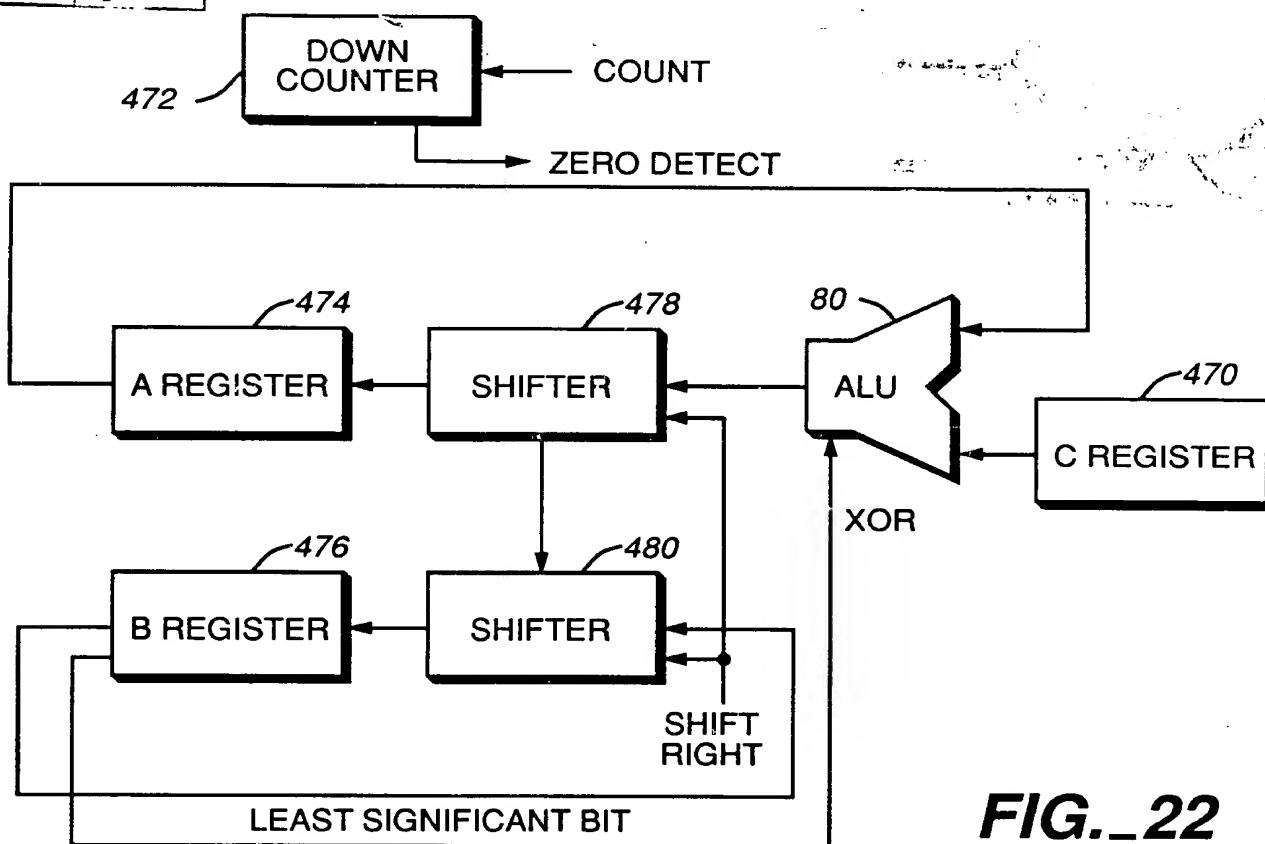 DOWN
COUNTER
COUNT
472
ZERO DETECT
474
478
80
470
A REGISTER
SHIFTER
ALU
C REGISTER
XOR
476
480
B REGISTER
SHIFTER
SHIFT
RIGHT
LEAST SIGNIFICANT BIT
FIG._22